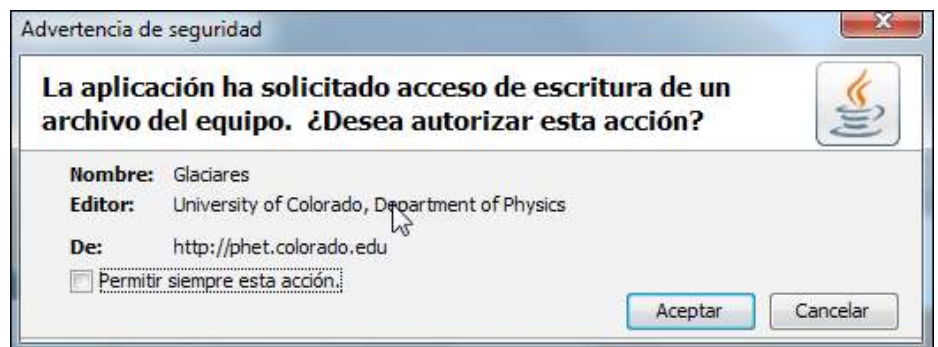 Advertencia de seguridad
La aplicación ha solicitado acceso de escritura de un
archivo del equipo. ¿Desea autorizar esta acción?
Nombre: Glaciares
Editor: University of Colorado, Department of Physics
De: http://phet.colorado.edu
Permitir siempre esta acción.
Aceptar Cancelar